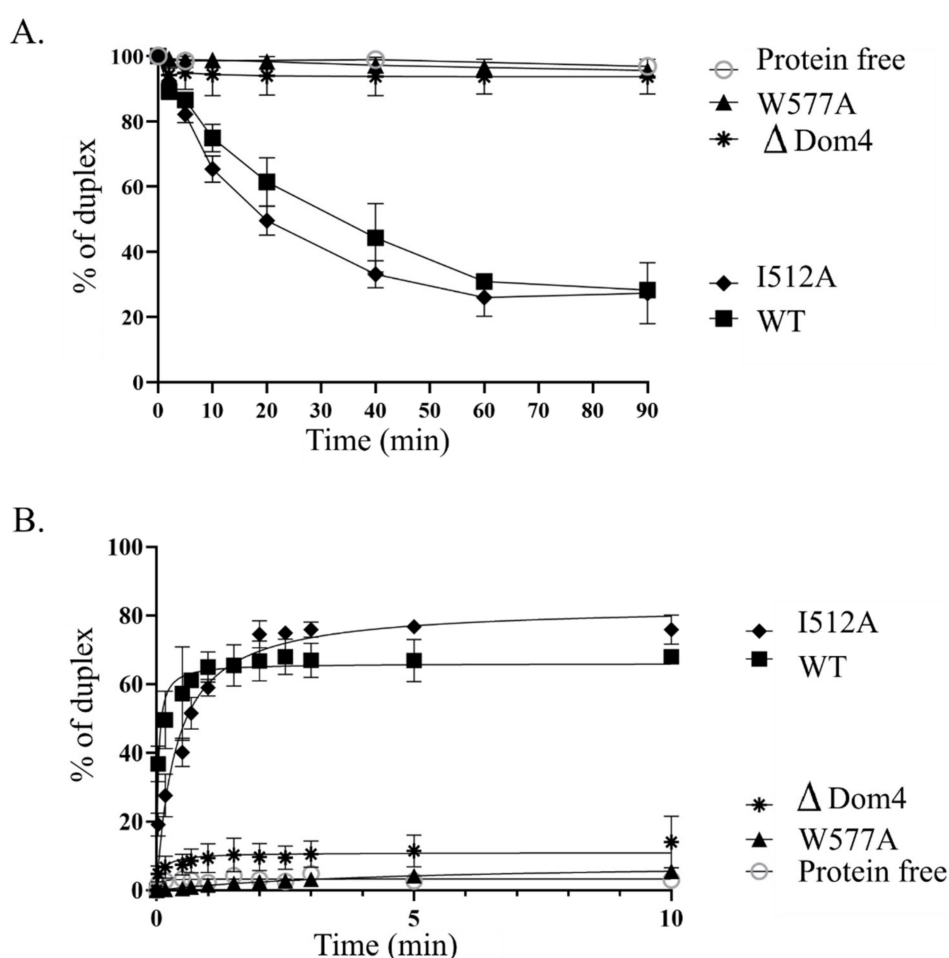 A.
% of duplex
100
80
60
40
20
0
0 10 20 30 40 50 60 70 80 90
Time (min)
Protein free
W577A
Δ Dom4
I512A
WT
B.
% of duplex
100
80
60
40
20
0
0 5 10
Time (min)
I512A
WT
Δ Dom4
W577A
Protein free